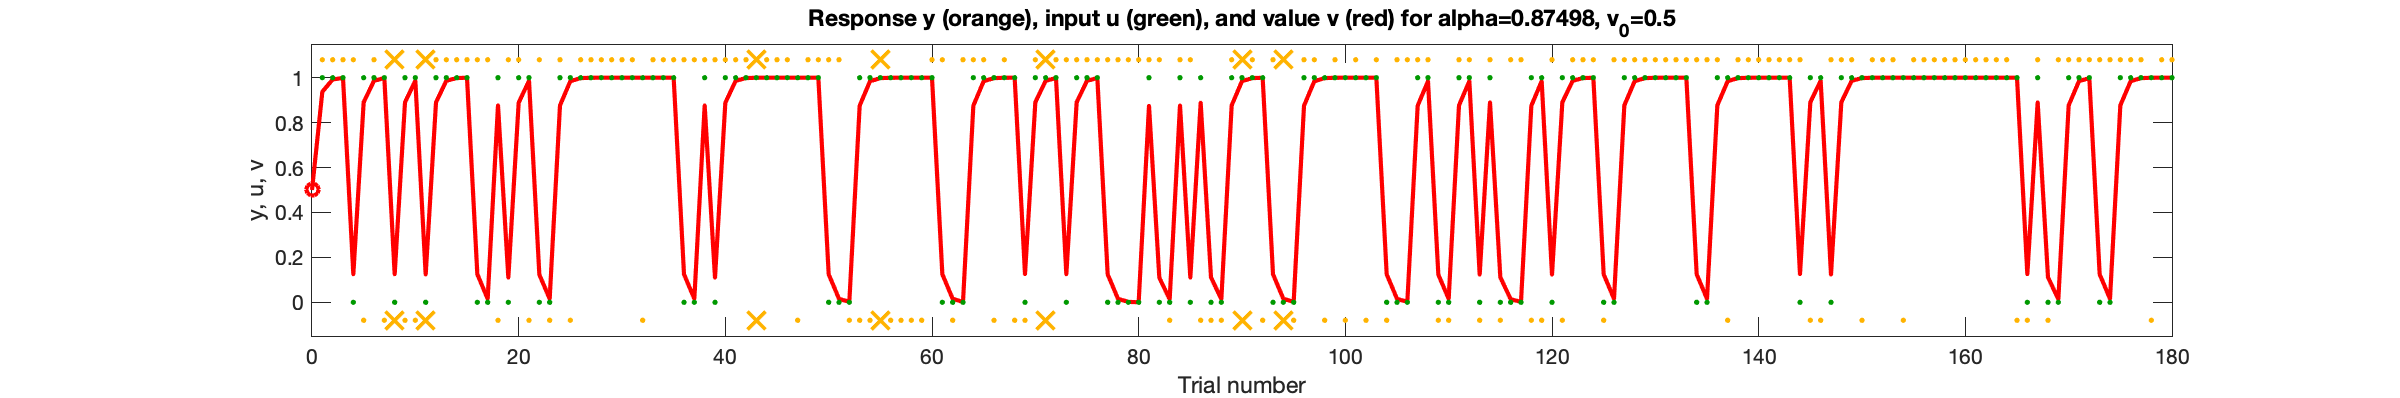 Response y (orange), input u (green), and value v (red) for alpha=0.87498, v_0=0.5
y, u, v
1
0.8
0.6
0.4
0.2
0
0 20 40 60 80 100 120 140 160 180
Trial number